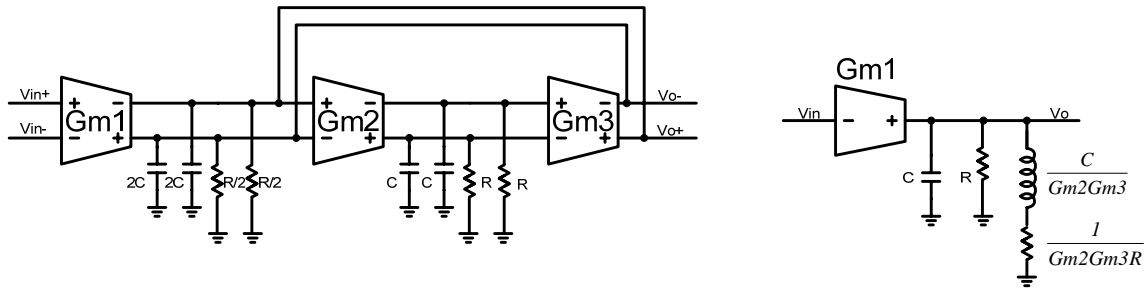 Vin+
Vin-
+
-
Gm1
-
+
2C
2C
R/2
R/2
+
-
Gm2
-
+
C
C
R
R
+
-
Gm3
-
+
Vo-
Vo+
Gm1
Vin
-
+
Vo
C
R
C
Gm2Gm3
1
Gm2Gm3R